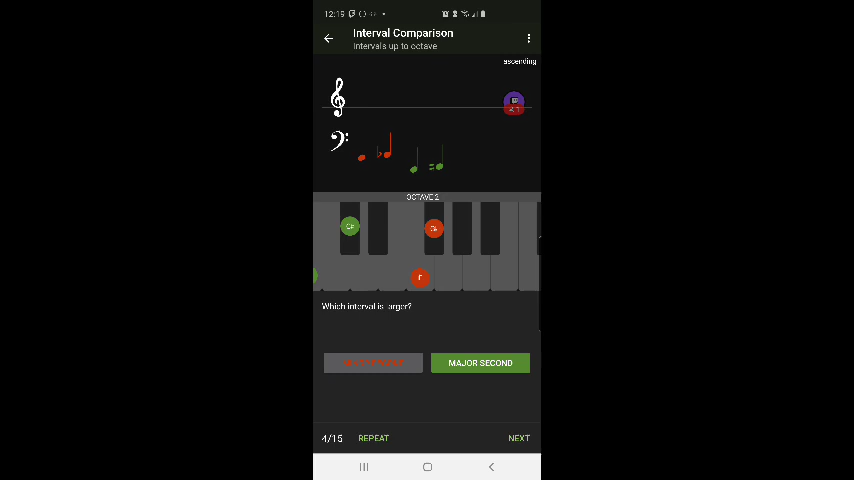 12:19
Interval Comparison
Intervals up to octave
ascending
OCTAVE 2
C#
Which interval is larger?
MAJOR SECOND
4/15
REPEAT
NEXT